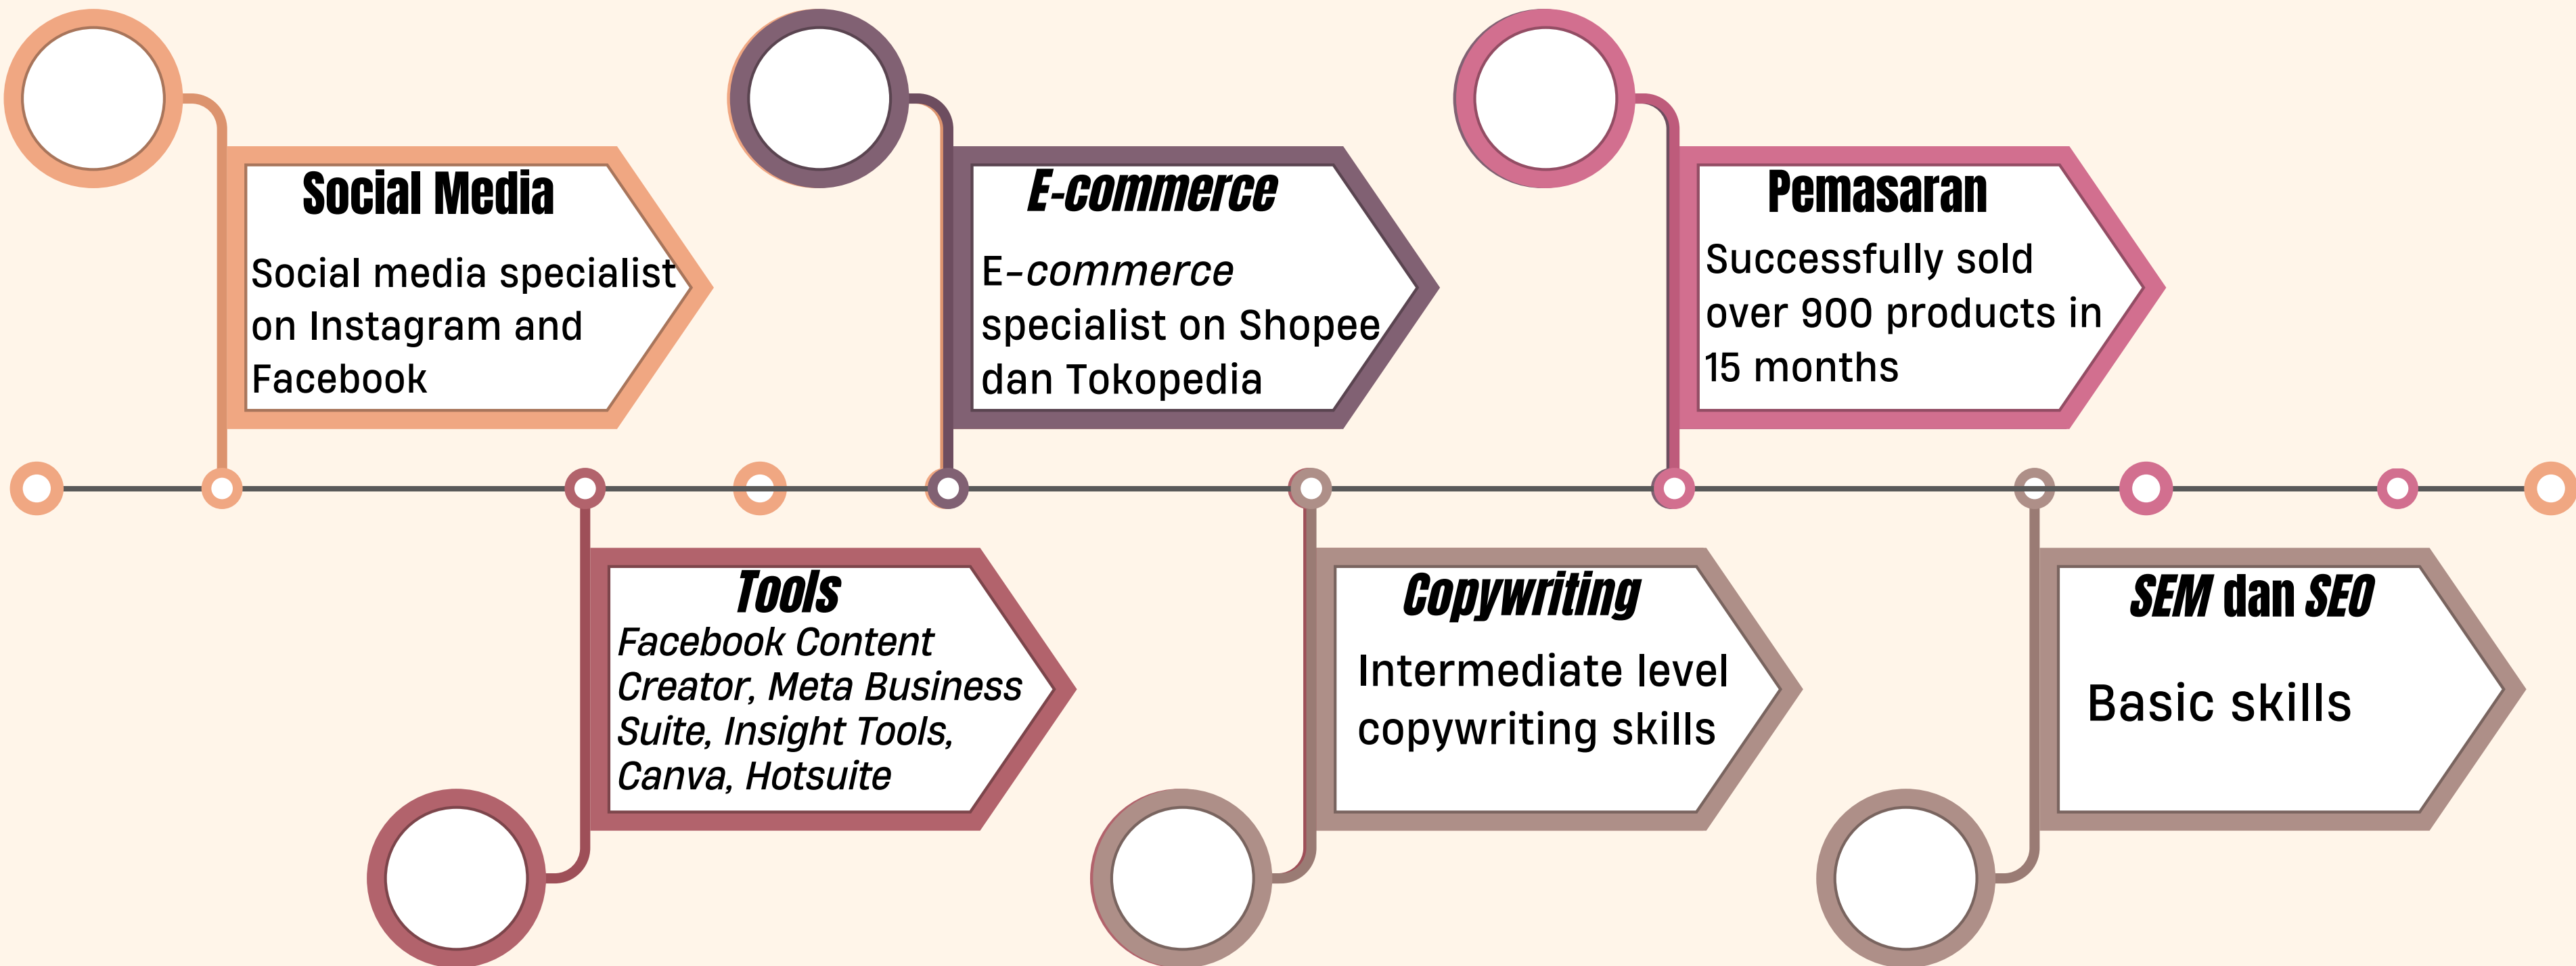 Social Media
Social media specialist
on Instagram and
Facebook
Tools
Facebook Content
Creator, Meta Business
Suite, Insight Tools,
Canva, Hotsuite
E-commerce
E-commerce
specialist on Shopee
dan Tokopedia
Copywriting
Intermediate level
copywriting skills
Pemasaran
Successfully sold
over 900 products in
15 months
SEM dan SEO
Basic skills